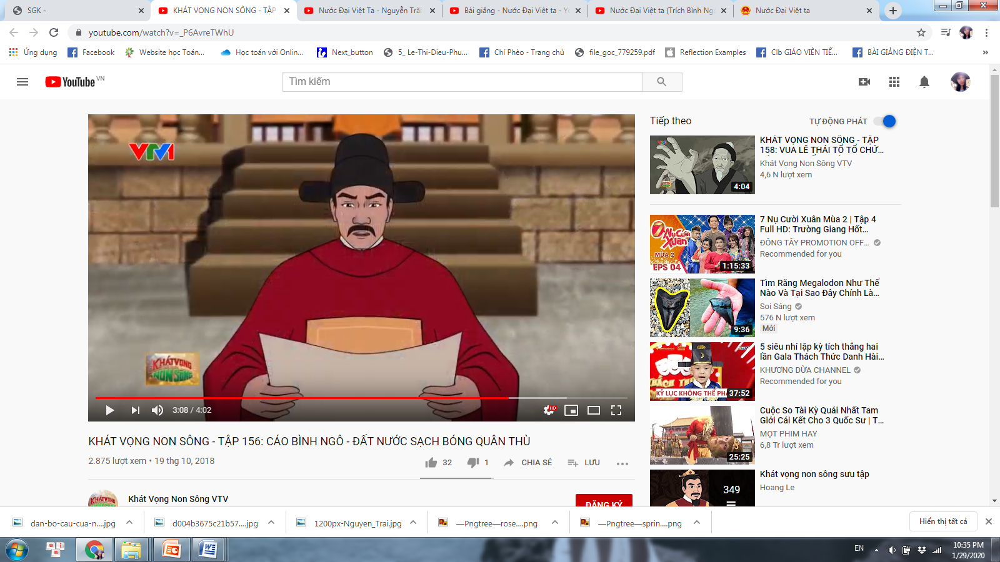 SGK -
KHÁT VỌNG NON SÔNG - TẬP
Nước Đại Việt Ta - Nguyễn Trãi
Bài giảng - Nước Đại Việt ta - Yo
Nước Đại Việt ta (Trích Bình Ngô
Nước Đại Việt ta
youtube.com/watch?v=_P6AvreTWhU
Ứng dụng
Facebook
Website học Toán...
Học toán với Onlin...
Next_button
5_ Le-Thi-Dieu-Phu...
Chí Phèo - Trang chủ
file_goc_779259.pdf
Reflection Examples
Clb GIÁO VIÊN TIẾ...
BÀI GIẢNG ĐIỆN T...
»
YouTube VN
Tìm kiếm
VTV1
KHÁT VỌNG
NON SÔNG
3:08 / 4:02
HD
KHÁT VỌNG NON SÔNG - TẬP 156: CÁO BÌNH NGÔ - ĐẤT NƯỚC SẠCH BÓNG QUÂN THÙ
2.875 lượt xem • 19 thg 10, 2018
32
1
CHIA SẺ
LƯU
Khát Vọng Non Sông VTV
ĐĂNG KÝ
Tiếp theo
TỰ ĐỘNG PHÁT
KHÁT VỌNG NON SÔNG - TẬP
158: VUA LÊ THÁI TỔ TỔ CHỨ...
Khát Vọng Non Sông VTV
4,6 N lượt xem
4:04
7 Nụ Cười Xuân Mùa 2 | Tập 4
Full HD: Trường Giang Hốt...
ĐÔNG TÂY PROMOTION OFF...
Recommended for you
7 Nụ Cười
Xuân
MÙA 2
EPS 04
1:15:33
Tìm Răng Megalodon Như Thế
Nào Và Tại Sao Đây Chính Là...
Soi Sáng
576 N lượt xem
Mới
9:36
5 siêu nhí lập kỳ tích thắng hai
lần Gala Thách Thức Danh Hài...
KHƯƠNG DỪA CHANNEL
Recommended for you
KỶ LỤC KHÔNG THỂ PH
37:52
Cuộc So Tài Kỳ Quái Nhất Tam
Giới Cái Kết Cho 3 Quốc Sư | T...
MỌT PHIM HAY
6,8 Tr lượt xem
25:25
Khát vọng non sông sưu tập
Hoang Le
349
dan-bo-cau-cua-n....jpg
d004b3675c21b57....jpg
1200px-Nguyen_Trai.jpg
—Pngtree—rose....png
—Pngtree—sprin....png
Hiển thị tất cả
EN
10:35 PM
1/29/2020